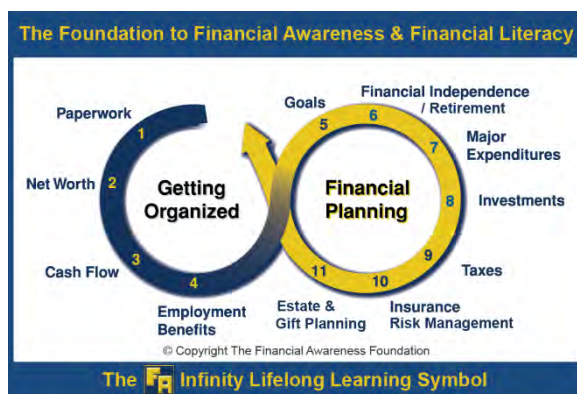 The Foundation to Financial Awareness & Financial Literacy
Paperwork
1
Net Worth
2
Cash Flow
3
4
Employment
Benefits
Getting
Organized
Goals
5
Financial Independence
/ Retirement
6
Major
Expenditures
7
Investments
8
Taxes
9
Insurance
Risk Management
10
Estate &
Gift Planning
11
Financial
Planning
© Copyright The Financial Awareness Foundation
The FA Infinity Lifelong Learning Symbol